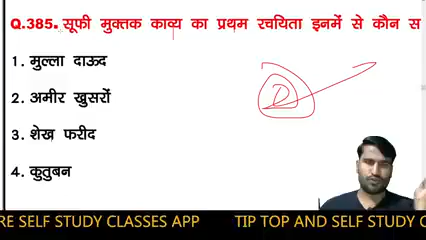 Q.385. सूफी मुक्तक काव्य का प्रथम रचयिता इनमें से कौन स
1. मुल्ला दाऊद
2. अमीर खुसरों
3. शेख फरीद
4. कुतुबन
D
RE SELF STUDY CLASSES APP TIP TOP AND SELF STUDY C